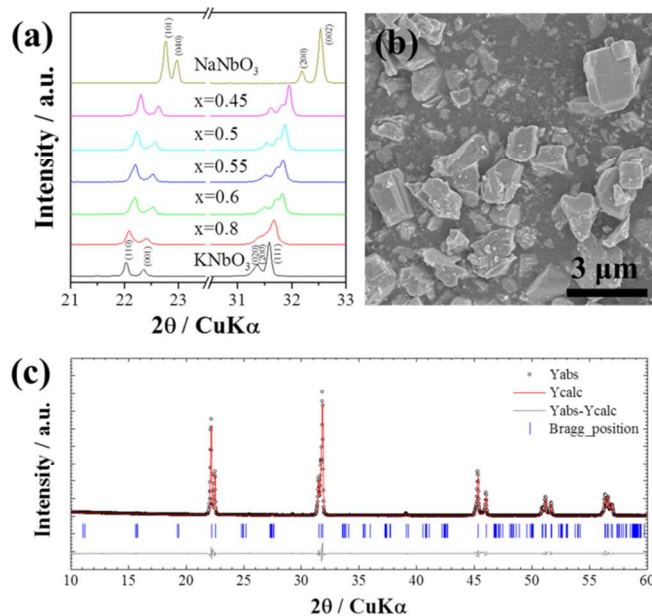 (a)
Intensity / a.u.
(101)
(040)
(200)
(002)
NaNbO₃
x=0.45
x=0.5
x=0.55
x=0.6
x=0.8
KNbO₃
(110)
(001)
(020)
(200)
(111)
21 22 23 31 32 33
2θ / CuKα
(b)
3 µm
(c)
Intensity / a.u.
Yabs
Ycalc
Yabs-Ycalc
Bragg_position
10 15 20 25 30 35 40 45 50 55 60
2θ / CuKα